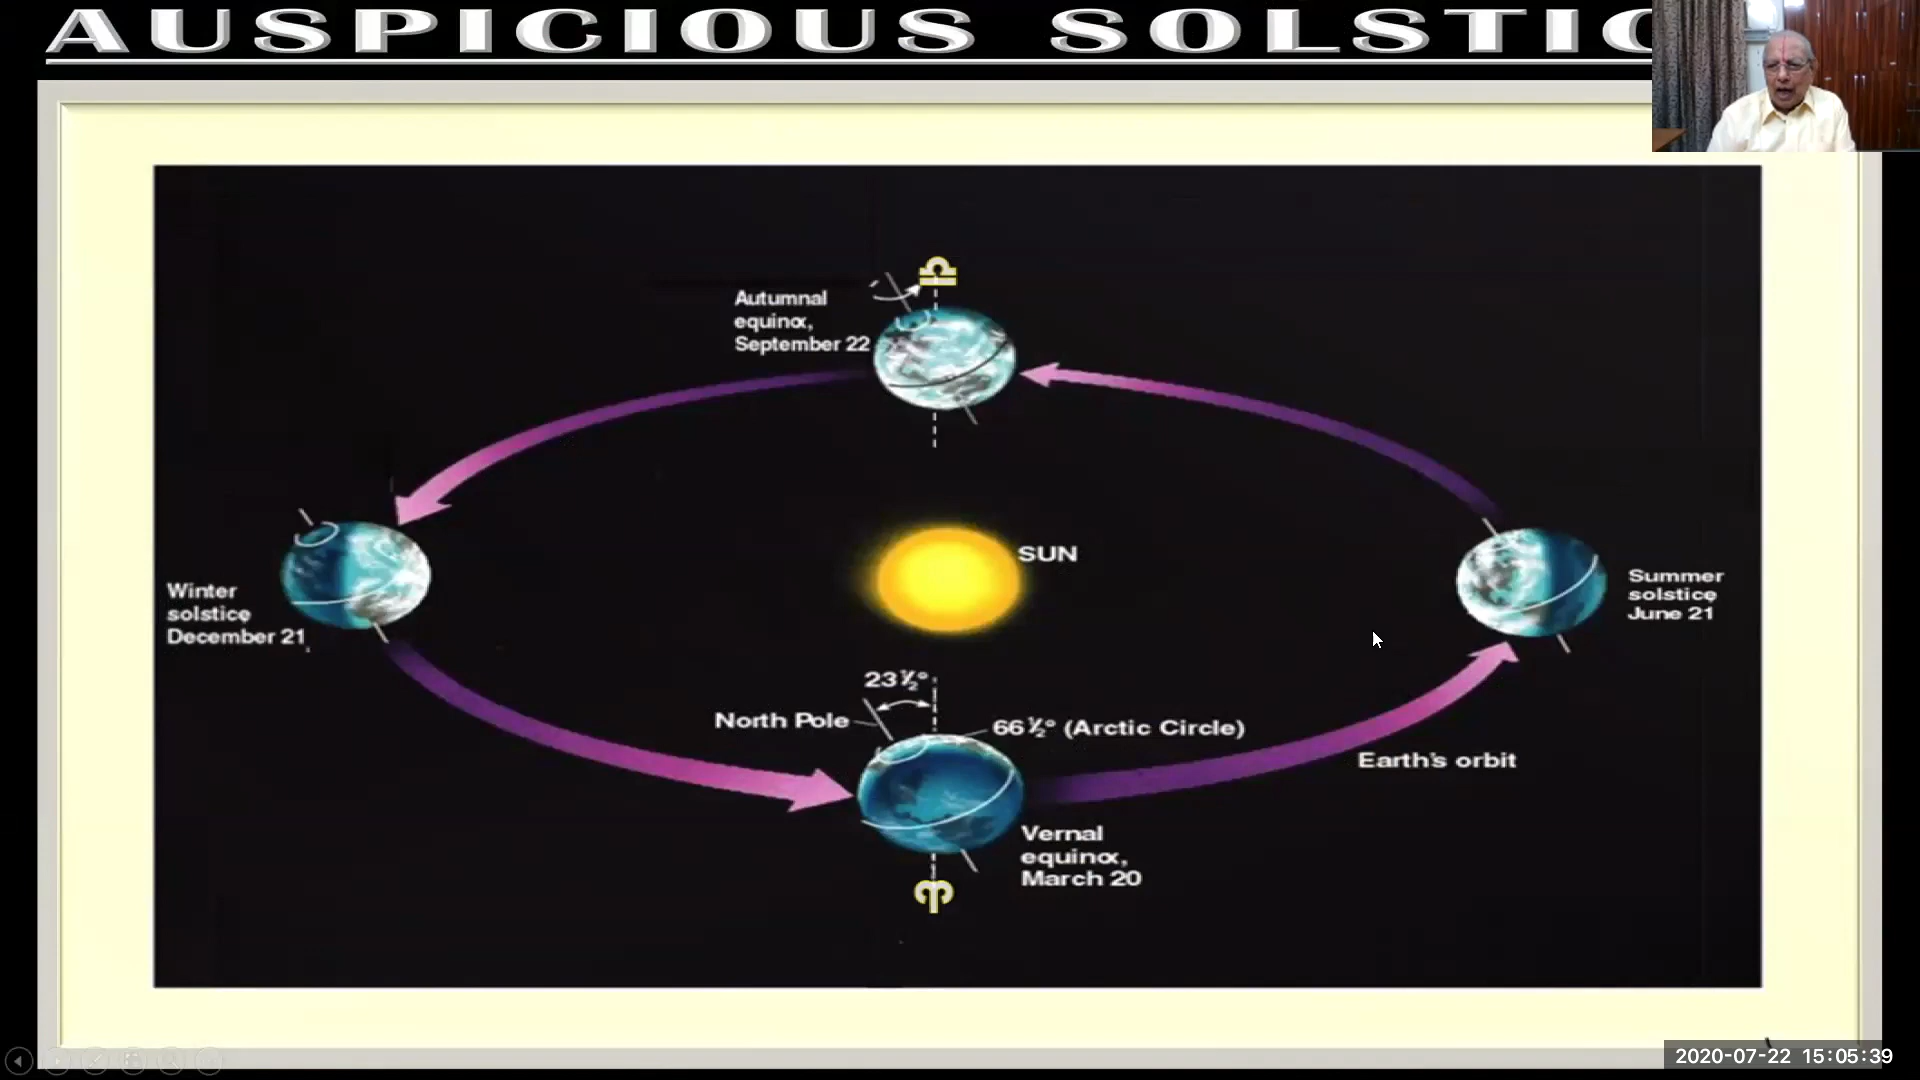 AUSPICIOUS SOLSTIC
Autumnal
equinox,
September 22
SUN
Winter
solstice
December 21
Summer
solstice
June 21
23½°
North Pole
66½° (Arctic Circle)
Earth's orbit
Vernal
equinox,
March 20
2020-07-22 15:05:39